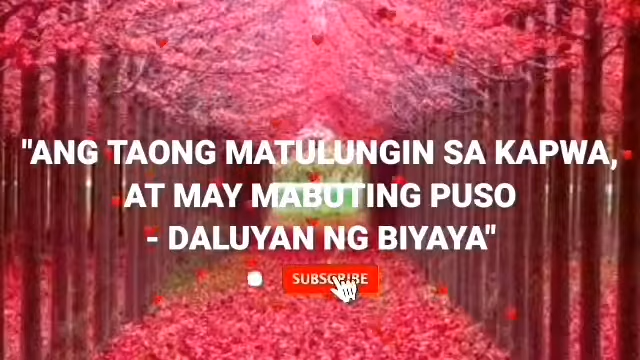 "ANG TAONG MATULUNGIN SA KAPWA,
AT MAY MABUTING PUSO
- DALUYAN NG BIYAYA"
SUBSCRIBE